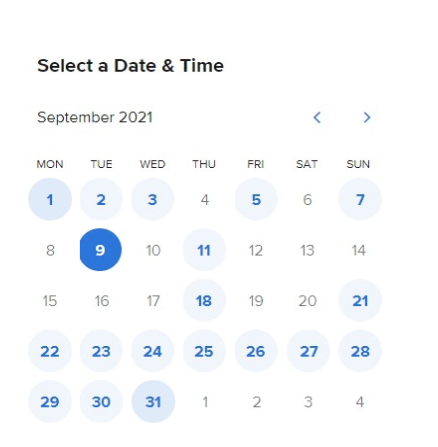 Select a Date & Time
September 2021
MON TUE WED THU FRI SAT SUN
1 2 3 4 5 6 7
8 9 10 11 12 13 14
15 16 17 18 19 20 21
22 23 24 25 26 27 28
29 30 31 1 2 3 4